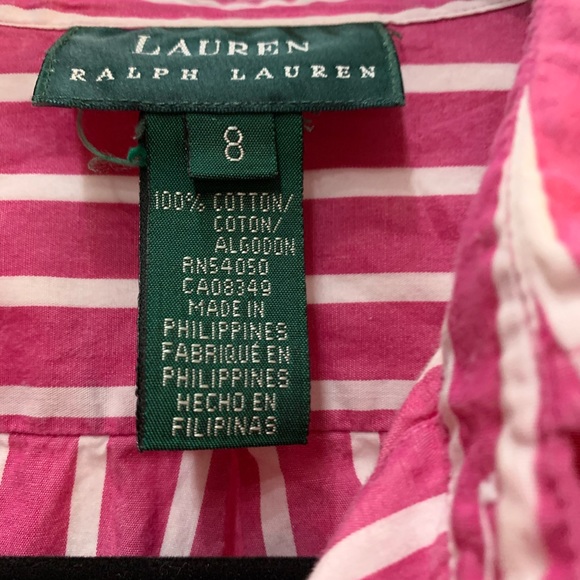 LAUREN
RALPH LAUREN
8
100% COTTON/
COTON/
ALGODON
RN54050
CA08349
MADE IN
PHILIPPINES
FABRIQUÉ EN
PHILIPPINES
HECHO EN
FILIPINAS